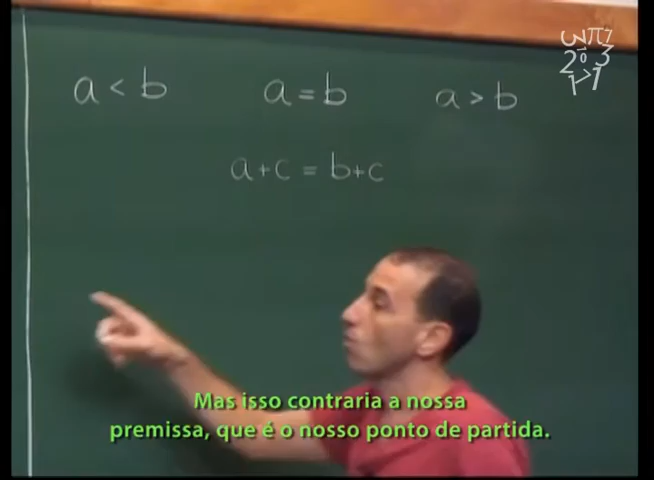 a < b a = b a > b
a+c = b+c
Mas isso contraria a nossa
premissa, que é o nosso ponto de partida.